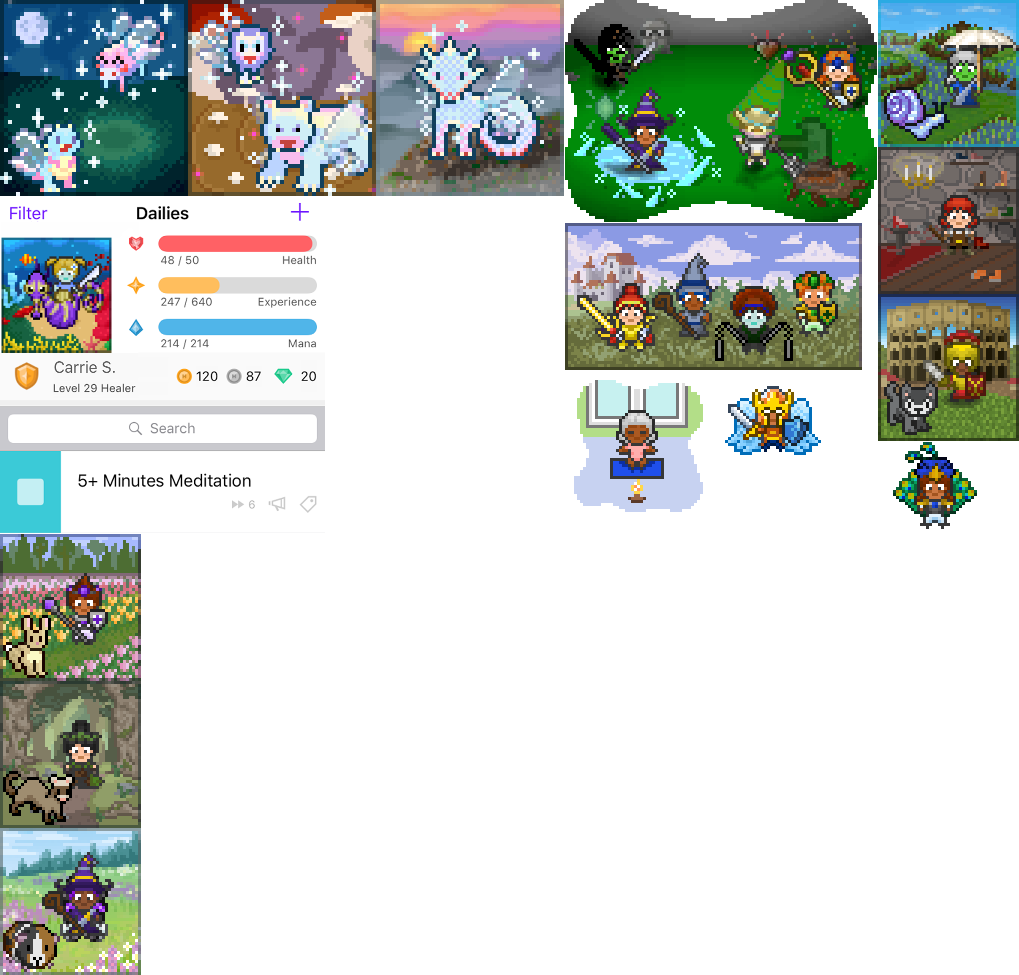 Filter Dailies +
48 / 50 Health
247 / 640 Experience
214 / 214 Mana
Carrie S.
Level 29 Healer
120 87 20
Search
5+ Minutes Meditation
6